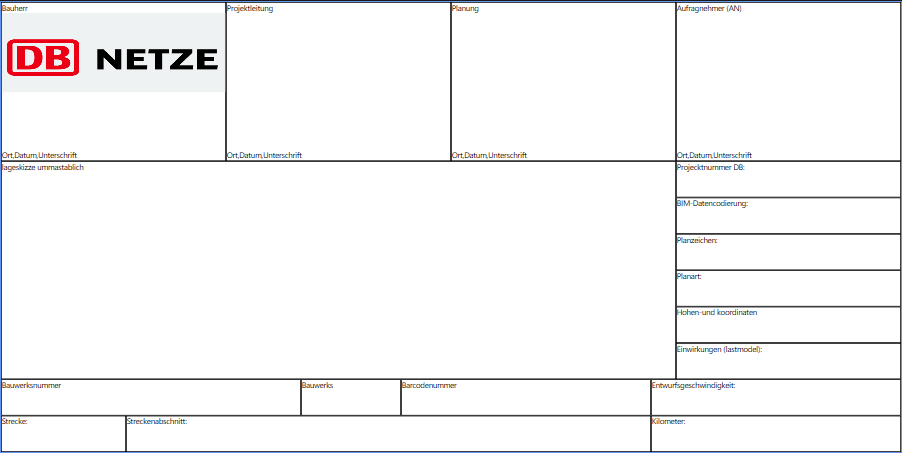 Bauherr
Projektleitung
Planung
Aufragnehmer (AN)
DB NETZE
Ort,Datum,Unterschrift
Ort,Datum,Unterschrift
Ort,Datum,Unterschrift
Ort,Datum,Unterschrift
lageskizze ummastablich
Projecktnummer DB:
BIM-Datencodierung:
Planzeichen:
Planart:
Hohen-und koordinaten
Einwirkungen (lastmodel):
Bauwerksnummer
Bauwerks
Barcodenummer
Entwurfsgeschwindigkeit:
Strecke:
Streckenabschnitt:
Kilometer: